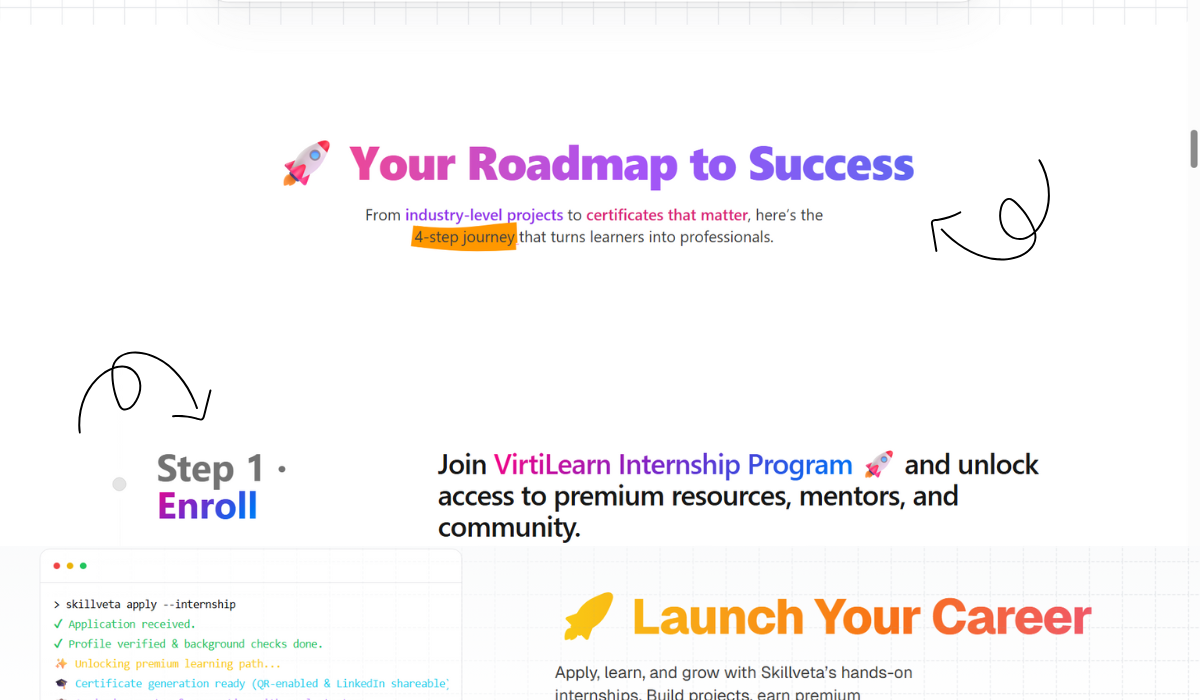 🚀 Your Roadmap to Success
From industry-level projects to certificates that matter, here’s the
4-step journey that turns learners into professionals.
Step 1 ·
Enroll
Join VirtiLearn Internship Program 🚀 and unlock
access to premium resources, mentors, and
community.
> skillveta apply --internship
✓ Application received.
✓ Profile verified & background checks done.
✨ Unlocking premium learning path...
🎓 Certificate generation ready (QR-enabled & LinkedIn shareable)
Launch Your Career
Apply, learn, and grow with Skillveta’s hands-on
internships. Build projects, earn premium